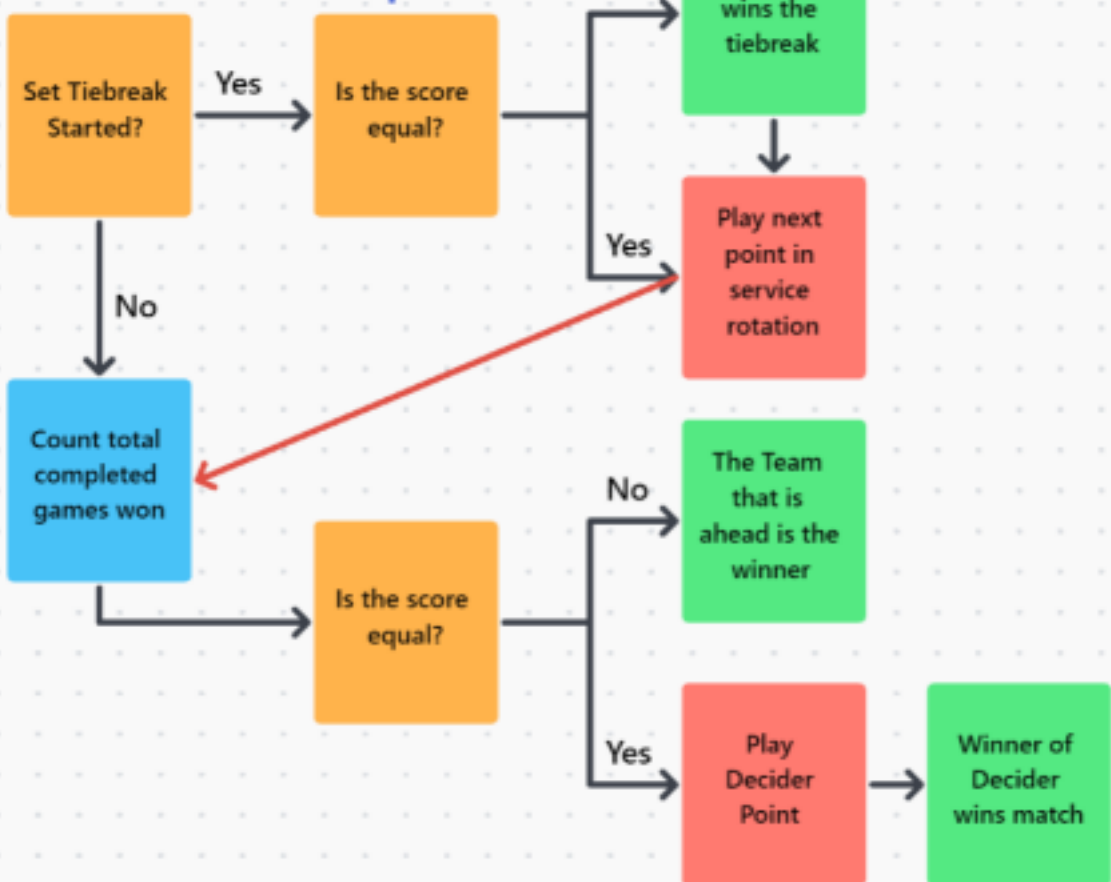 wins the
tiebreak
Set Tiebreak
Started?
Yes
Is the score
equal?
Yes
Play next
point in
service
rotation
No
Count total
completed
games won
Is the score
equal?
No
The Team
that is
ahead is the
winner
Yes
Play
Decider
Point
Winner of
Decider
wins match